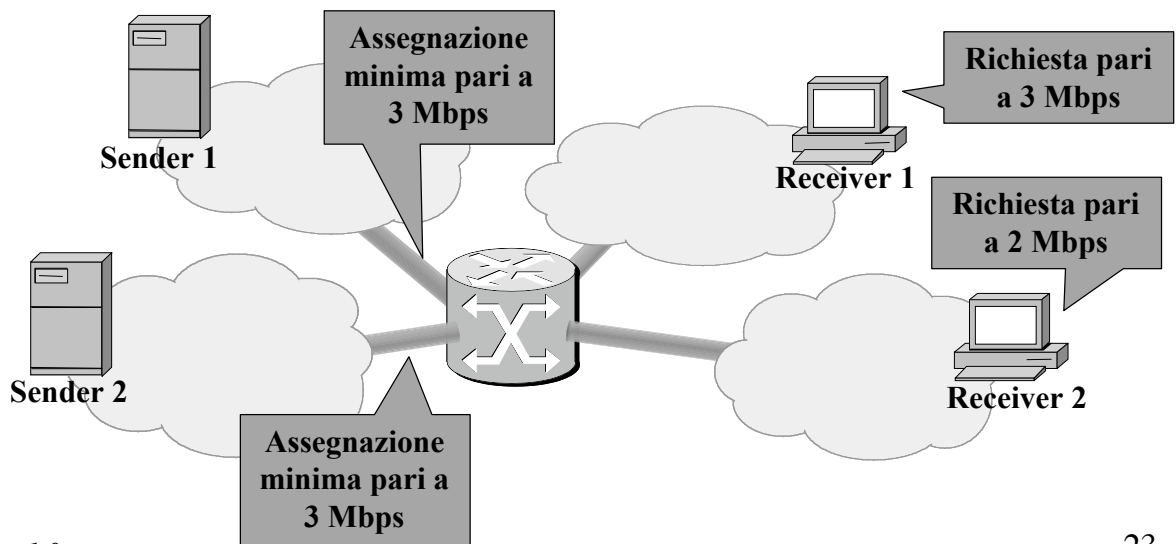 Assegnazione
minima pari a
3 Mbps
Richiesta pari
a 3 Mbps
Sender 1
Receiver 1
Richiesta pari
a 2 Mbps
Sender 2
Receiver 2
Assegnazione
minima pari a
3 Mbps